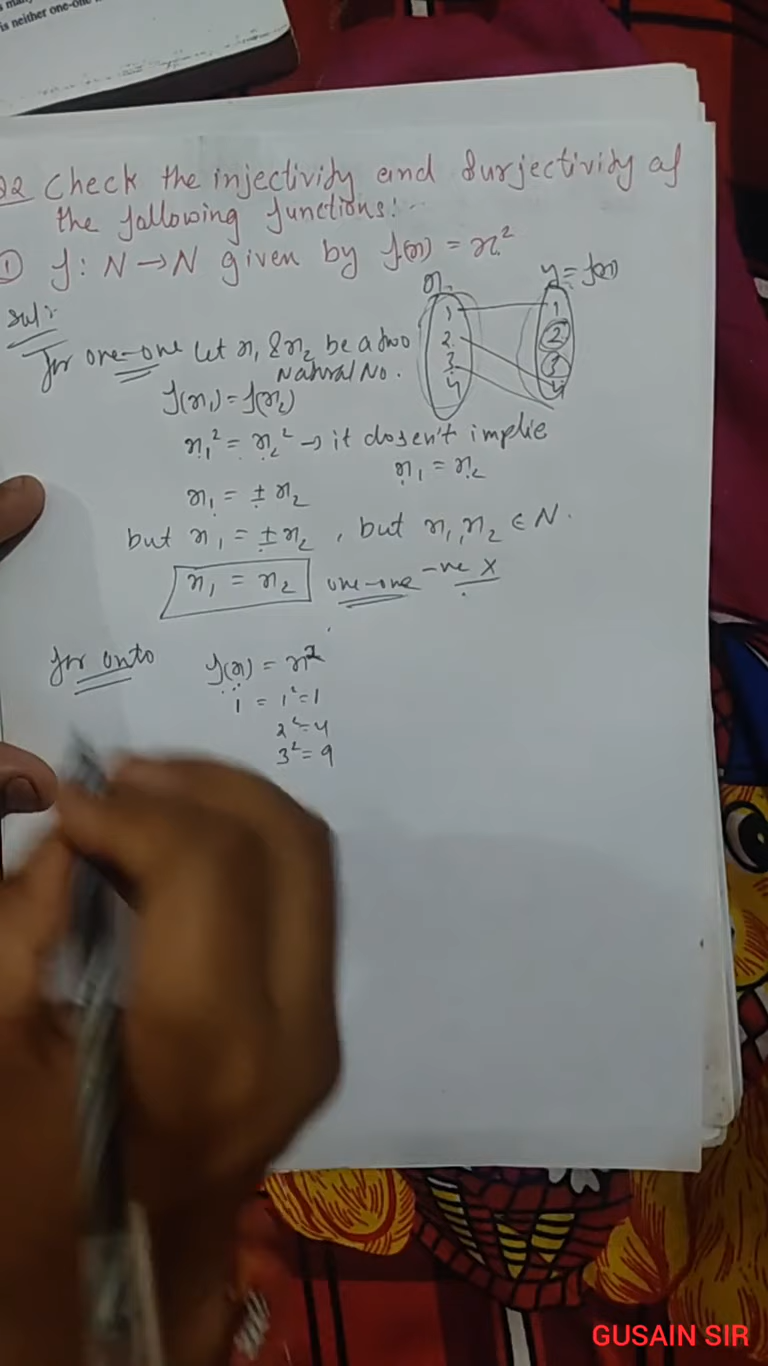 is neither one-one
Q2 Check the injectivity and Surjectivity of
the following functions:-
① f: N→N given by f(x) = x²
Sol:
x
y = f(x)
1
2
3
4
1
2
3
4
For one-one let x₁ & x₂ be a two
Natural No.
f(x₁) = f(x₂)
x₁² = x₂² → it dosen't implie
x₁ = x₂
x₁ = ± x₂
but x₁ = ± x₂ , but x₁, x₂ ∈ N.
x₁ = x₂ one-one -ve X
for onto f(x) = x²
1 = 1² = 1
2² = 4
3² = 9
GUSAIN SIR